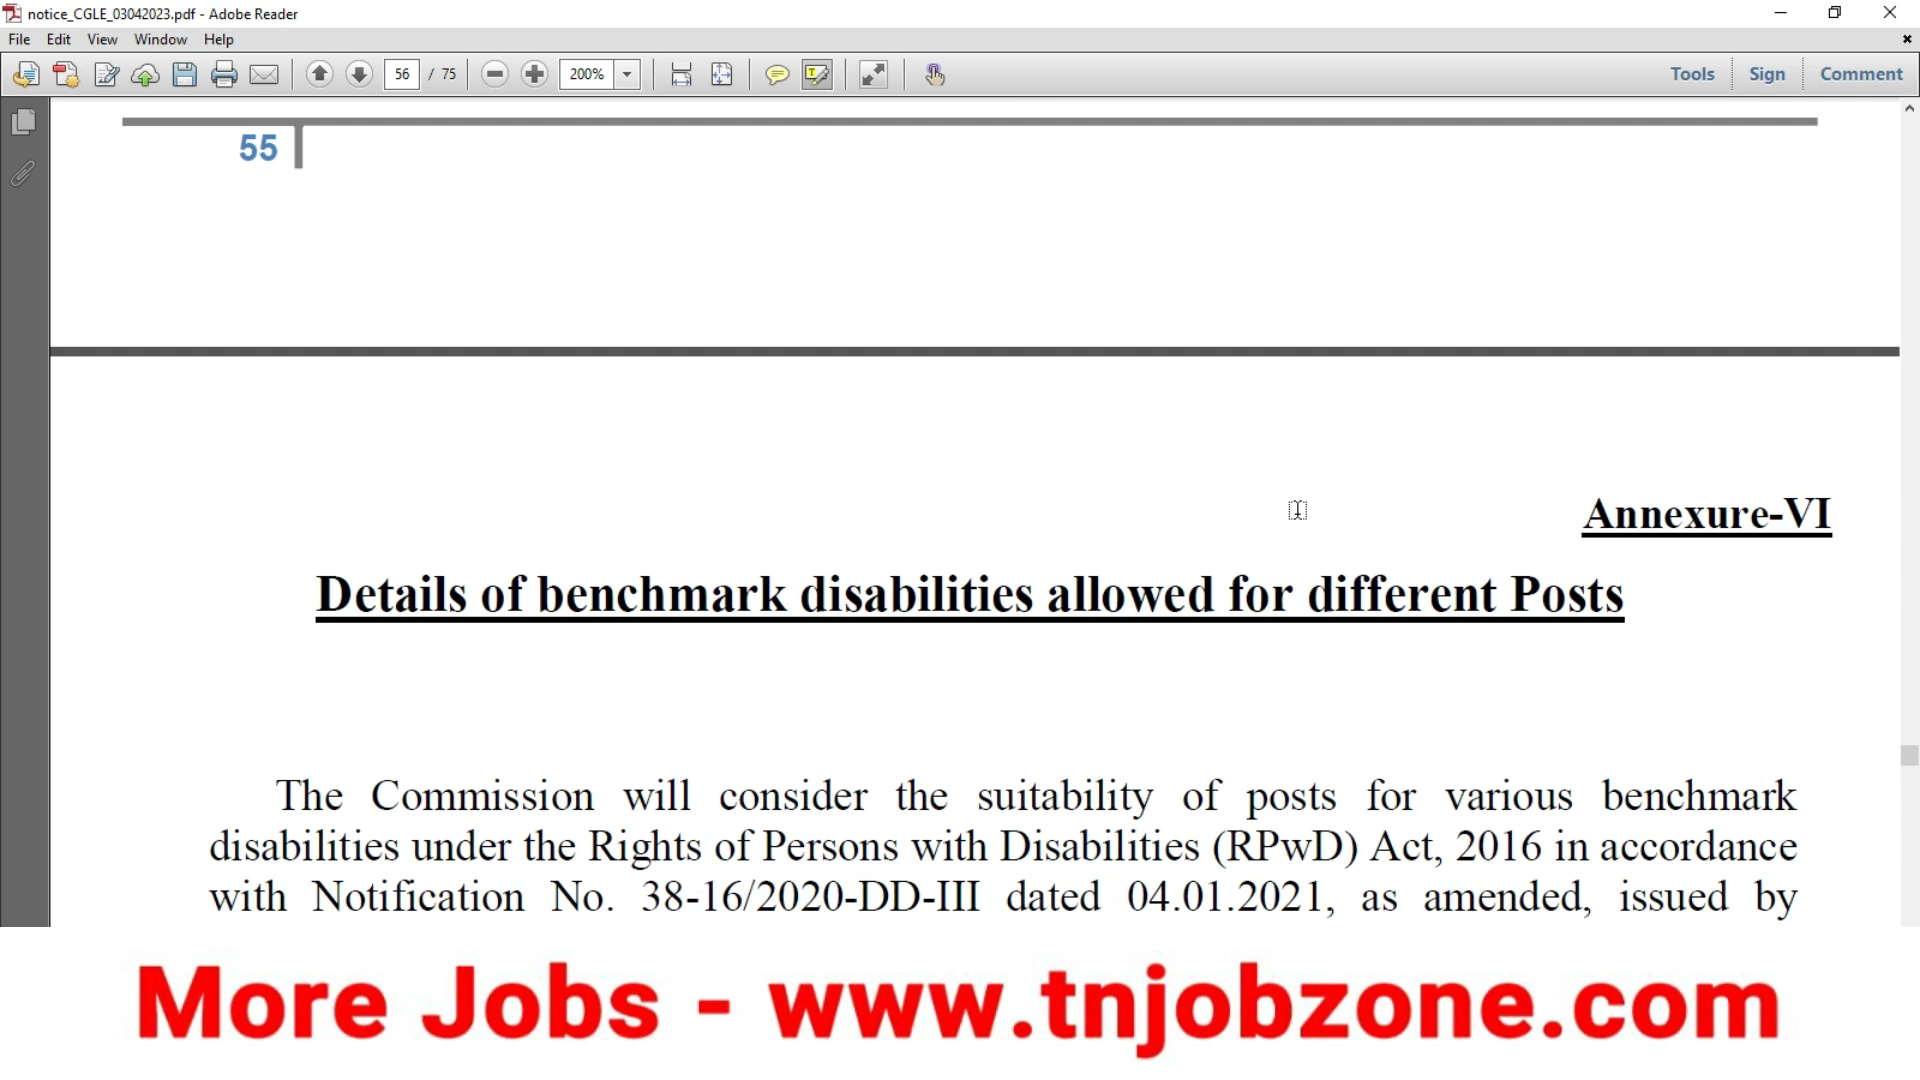 notice_CGLE_03042023.pdf - Adobe Reader
File Edit View Window Help
56 / 75 200% Tools Sign Comment
55
Annexure-VI
Details of benchmark disabilities allowed for different Posts
The Commission will consider the suitability of posts for various benchmark
disabilities under the Rights of Persons with Disabilities (RPwD) Act, 2016 in accordance
with Notification No. 38-16/2020-DD-III dated 04.01.2021, as amended, issued by
More Jobs - www.tnjobzone.com